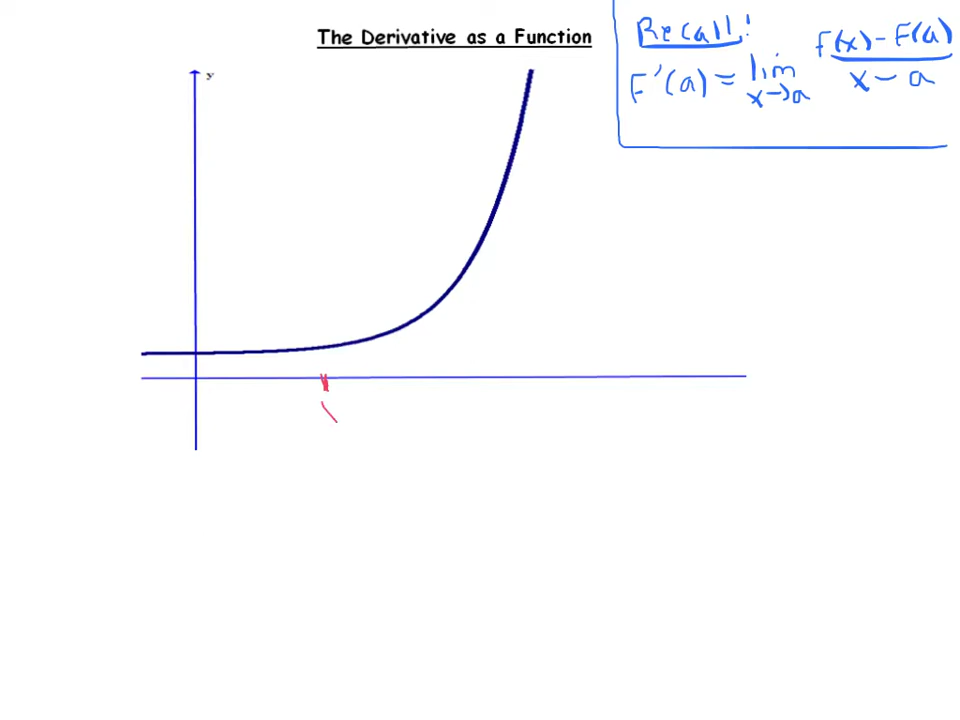 The Derivative as a Function
y
Recall!
F'(a) = lim x→a F(x) - F(a) / x - a